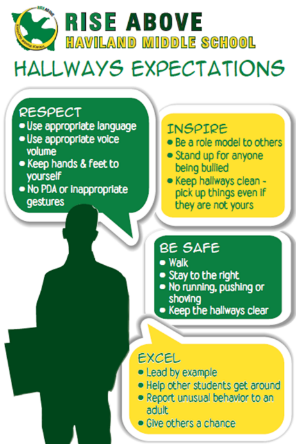 RISE ABOVE
HAVILAND MIDDLE SCHOOL
HALLWAYS EXPECTATIONS
RESPECT
• Use appropriate language
• Use appropriate voice
volume
• Keep hands & feet to
yourself
• No PDA or inappropriate
gestures
INSPIRE
• Be a role model to others
• Stand up for anyone
being bullied
• Keep hallways clean -
pick up things even if
they are not yours
BE SAFE
• Walk
• Stay to the right
• No running, pushing or
shoving
• Keep the hallways clear
EXCEL
• Lead by example
• Help other students get around
• Report unusual behavior to an
adult
• Give others a chance